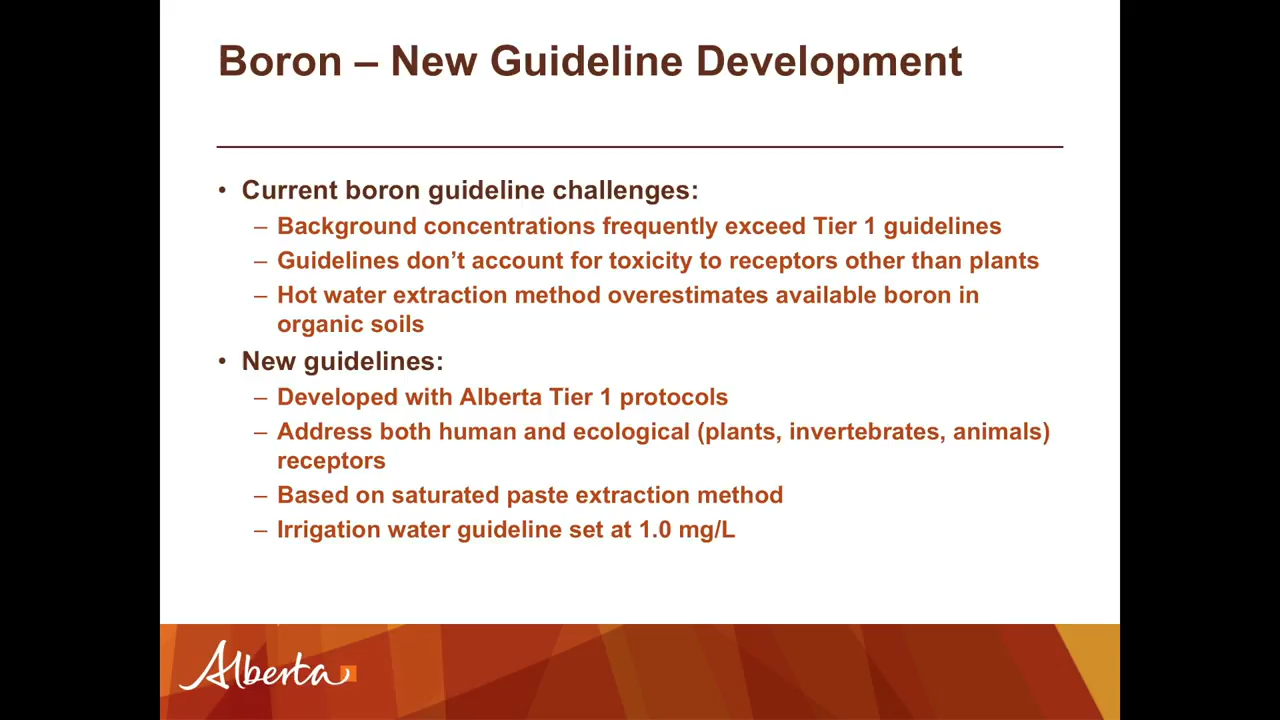 Boron – New Guideline Development
• Current boron guideline challenges:
– Background concentrations frequently exceed Tier 1 guidelines
– Guidelines don’t account for toxicity to receptors other than plants
– Hot water extraction method overestimates available boron in
organic soils
• New guidelines:
– Developed with Alberta Tier 1 protocols
– Address both human and ecological (plants, invertebrates, animals)
receptors
– Based on saturated paste extraction method
– Irrigation water guideline set at 1.0 mg/L
Alberta